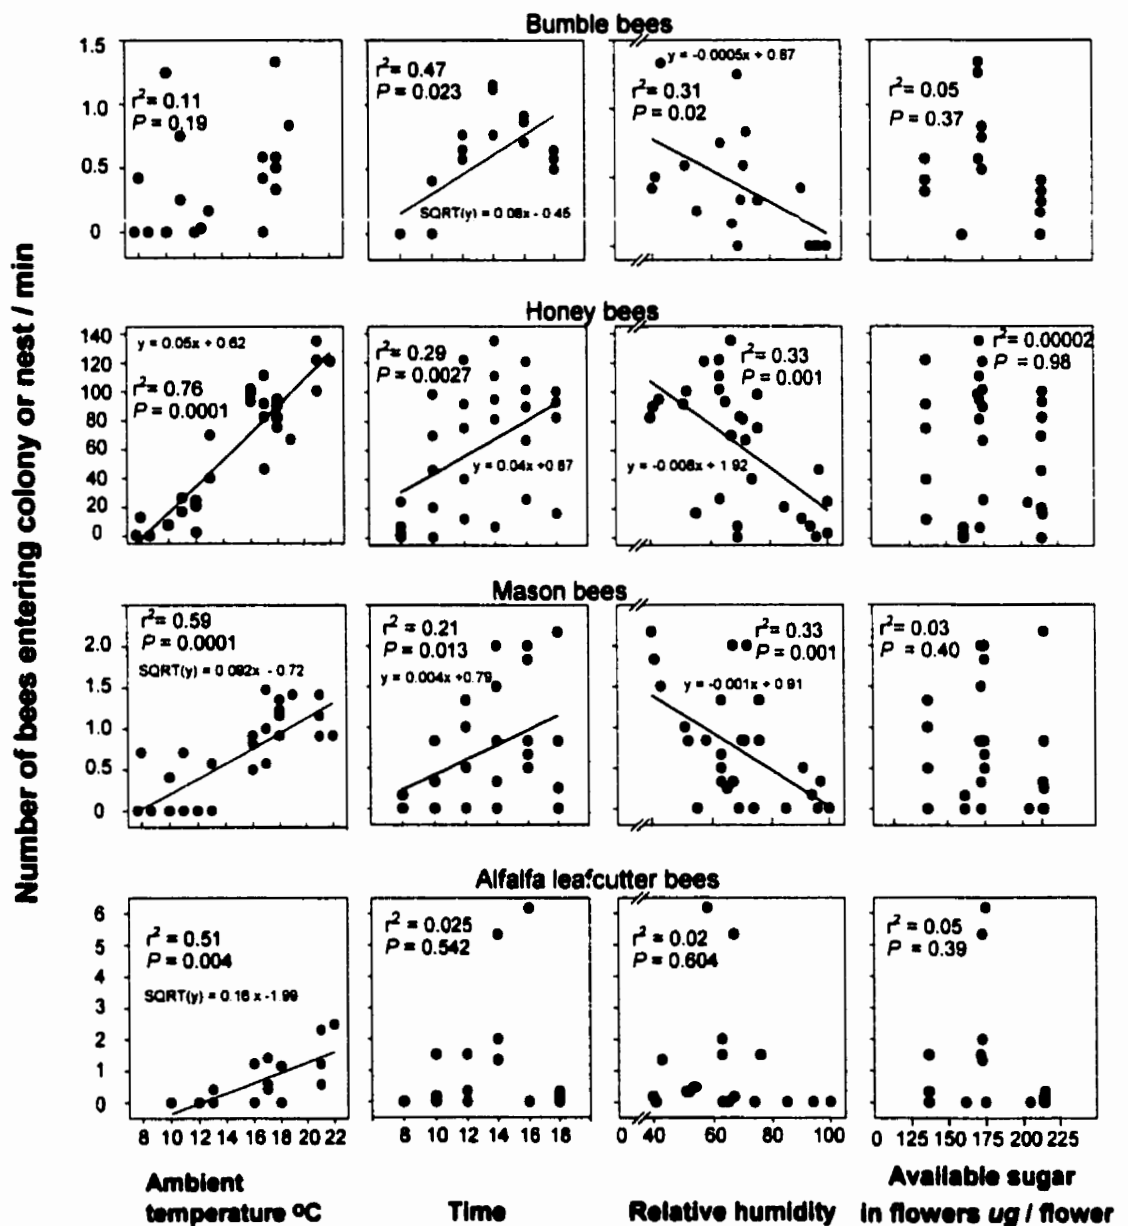 Bumble bees
1.5
1.0
0.5
0
r²= 0.11
P = 0.19
r²= 0.47
P = 0.023
SQRT(y) = 0.08x - 0.45
y = -0.0005x + 0.87
r²= 0.31
P = 0.02
r²= 0.05
P = 0.37
Number of bees entering colony or nest / min
Honey bees
140
120
100
80
60
40
20
0
y = 0.05x + 0.62
r²= 0.76
P = 0.0001
r²= 0.29
P = 0.0027
y = 0.04x +0.87
r²= 0.33
P = 0.001
y = -0.008x + 1.92
r²= 0.00002
P = 0.98
Mason bees
2.0
1.5
1.0
0.5
0
r²= 0.59
P = 0.0001
SQRT(y) = 0.092x - 0.72
r² = 0.21
P = 0.013
y = 0.004x +0.79
r²= 0.33
P = 0.001
y = -0.001x + 0.91
r²= 0.03
P = 0.40
Alfalfa leafcutter bees
6
5
4
3
2
1
0
r² = 0.51
P = 0.004
SQRT(y) = 0.16 x -1.99
r² = 0.025
P = 0.542
r² = 0.02
P = 0.604
r² = 0.05
P = 0.39
8 10 12 14 16 18 20 22
8 10 12 14 16 18
0 40 60 80 100
0 125 150 175 200 225
Ambient
temperature ºC
Time
Relative humidity
Available sugar
in flowers ug / flower